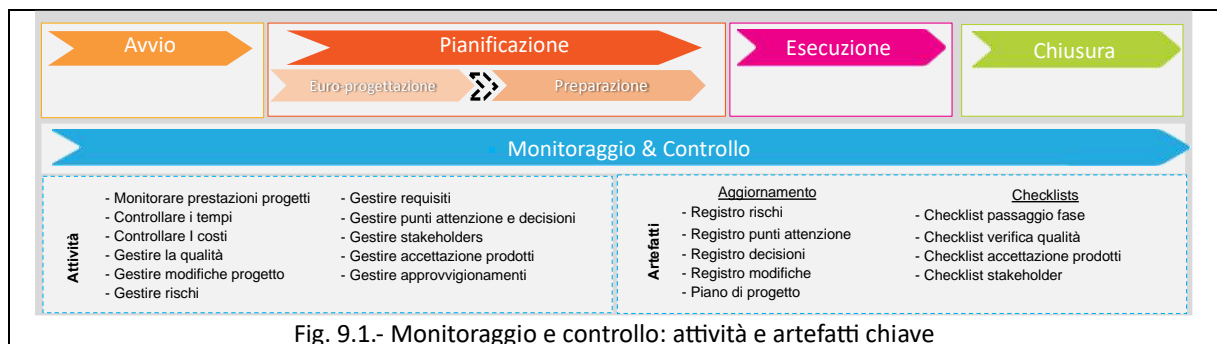 Avvio
Pianificazione
Esecuzione
Chiusura
Euro-progettazione
Preparazione
Monitoraggio & Controllo
Attività
- Monitorare prestazioni progetti
- Controllare i tempi
- Controllare I costi
- Gestire la qualità
- Gestire modifiche progetto
- Gestire rischi
- Gestire requisiti
- Gestire punti attenzione e decisioni
- Gestire stakeholders
- Gestire accettazione prodotti
- Gestire approvvigionamenti
Artefatti
Aggiornamento
- Registro rischi
- Registro punti attenzione
- Registro decisioni
- Registro modifiche
- Piano di progetto
Checklists
- Checklist passaggio fase
- Checklist verifica qualità
- Checklist accettazione prodotti
- Checklist stakeholder
Fig. 9.1.- Monitoraggio e controllo: attività e artefatti chiave